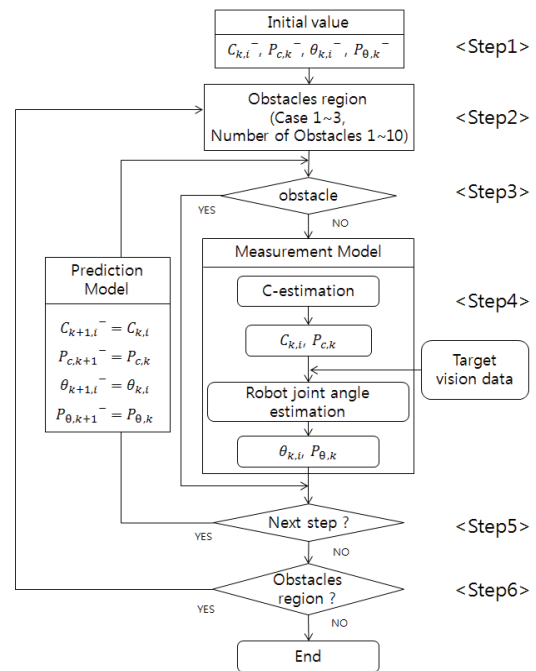 Initial value
C_{k,i}⁻, P_{c,k}⁻, θ_{k,i}⁻, P_{θ,k}⁻
<Step1>
Obstacles region
(Case 1~3,
Number of Obstacles 1~10)
<Step2>
obstacle
<Step3>
YES
NO
Measurement Model
Prediction
Model
C_{k+1,i}⁻ = C_{k,i}
P_{c,k+1}⁻ = P_{c,k}
θ_{k+1,i}⁻ = θ_{k,i}
P_{θ,k+1}⁻ = P_{θ,k}
C-estimation
<Step4>
C_{k,i}, P_{c,k}
Target
vision data
Robot joint angle
estimation
θ_{k,i}, P_{θ,k}
Next step ?
<Step5>
YES
NO
Obstacles
region ?
<Step6>
YES
NO
End